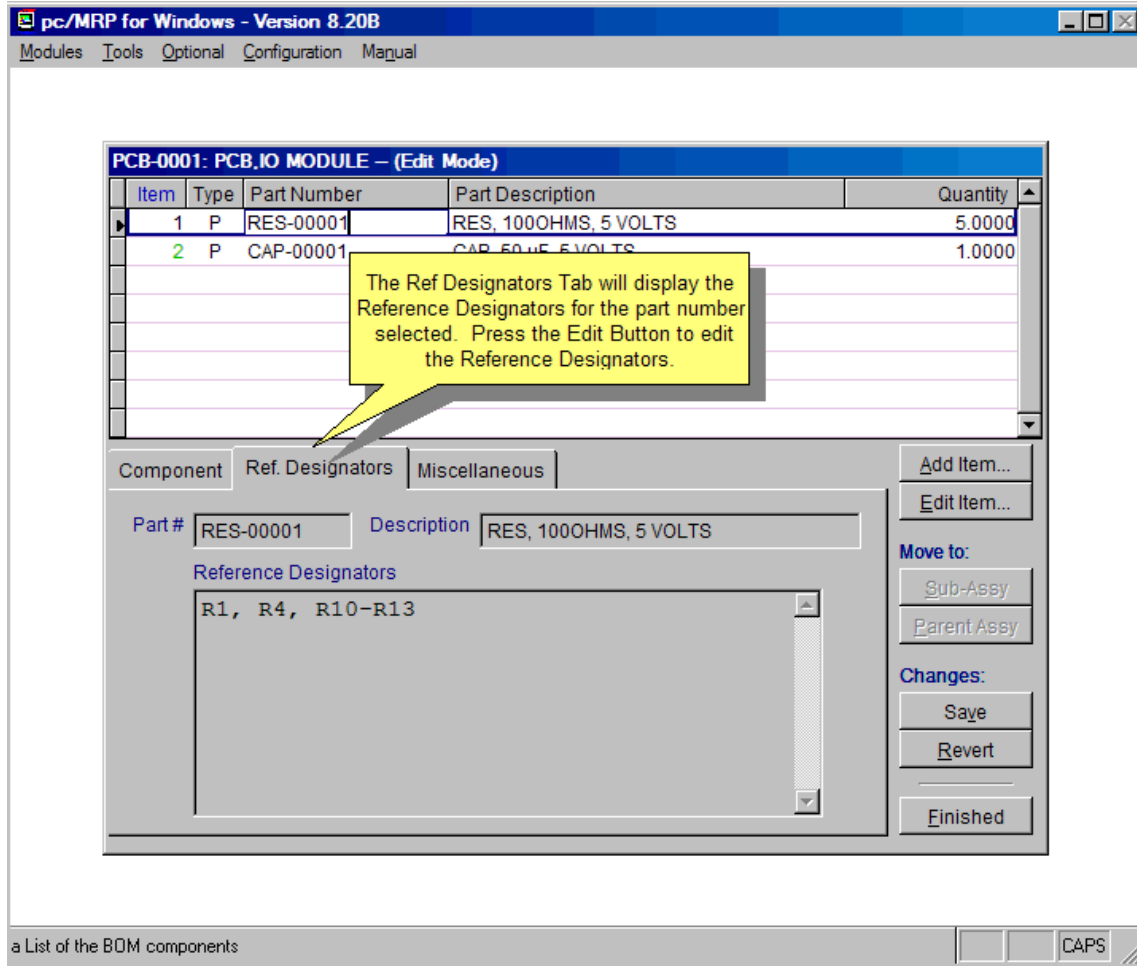 pc/MRP for Windows - Version 8.20B
Modules Tools Optional Configuration Manual
PCB-0001: PCB,IO MODULE – (Edit Mode)
Item Type Part Number Part Description Quantity
1 P RES-00001 RES, 100OHMS, 5 VOLTS 5.0000
2 P CAP-00001 CAP, 50 uF, 5 VOLTS 1.0000
The Ref Designators Tab will display the
Reference Designators for the part number
selected. Press the Edit Button to edit
the Reference Designators.
Component Ref. Designators Miscellaneous
Add Item...
Edit Item...
Part # RES-00001 Description RES, 100OHMS, 5 VOLTS
Move to:
Reference Designators
Sub-Assy
R1, R4, R10-R13
Parent Assy
Changes:
Save
Revert
Finished
a List of the BOM components CAPS